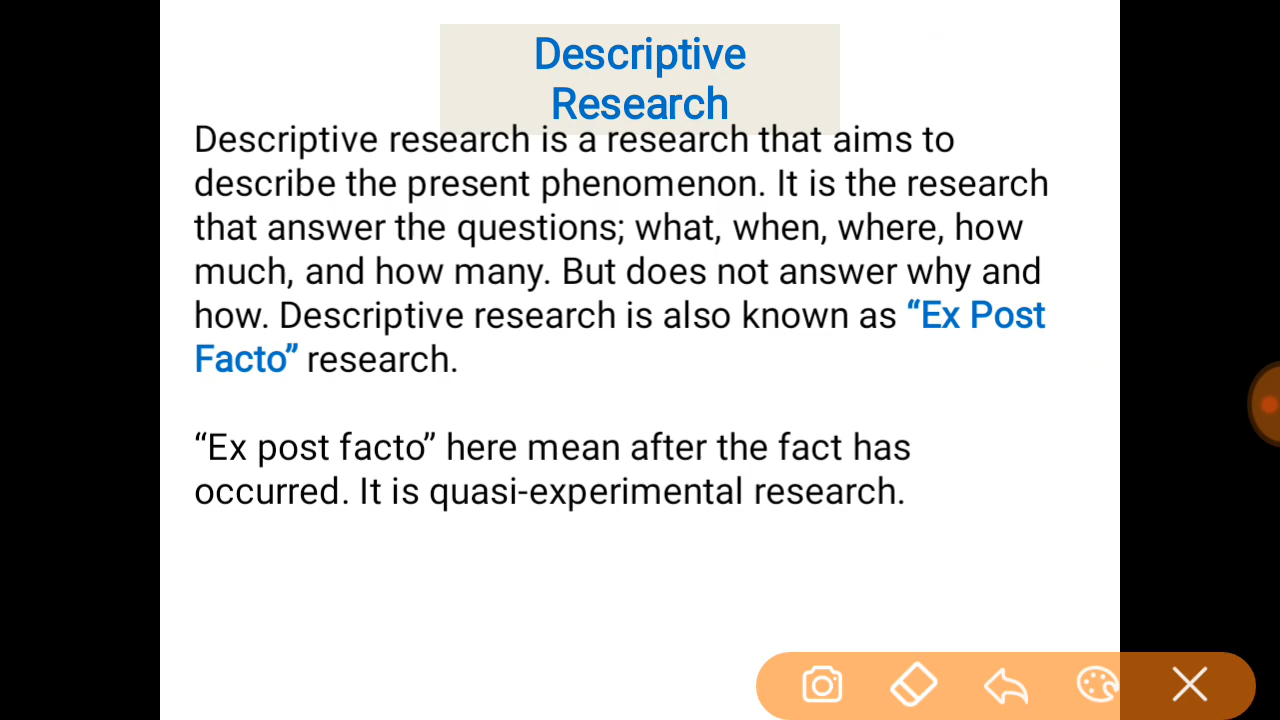 Descriptive
Research
Descriptive research is a research that aims to
describe the present phenomenon. It is the research
that answer the questions; what, when, where, how
much, and how many. But does not answer why and
how. Descriptive research is also known as “Ex Post
Facto” research.
“Ex post facto” here mean after the fact has
occurred. It is quasi-experimental research.